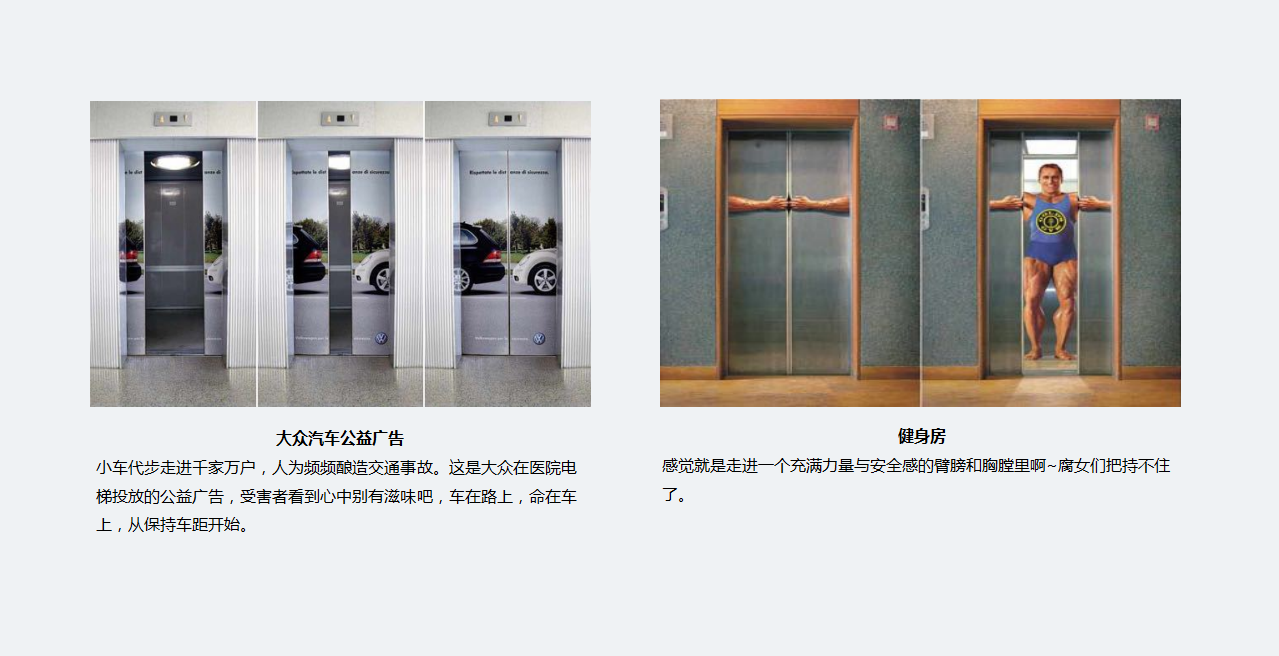 Rispettate le distanze di sicurezza.
大众汽车公益广告
小车代步走进千家万户，人为频频酿造交通事故。这是大众在医院电
梯投放的公益广告，受害者看到心中别有滋味吧，车在路上，命在车
上，从保持车距开始。
健身房
感觉就是走进一个充满力量与安全感的臂膀和胸膛里啊~腐女们把持不住
了。